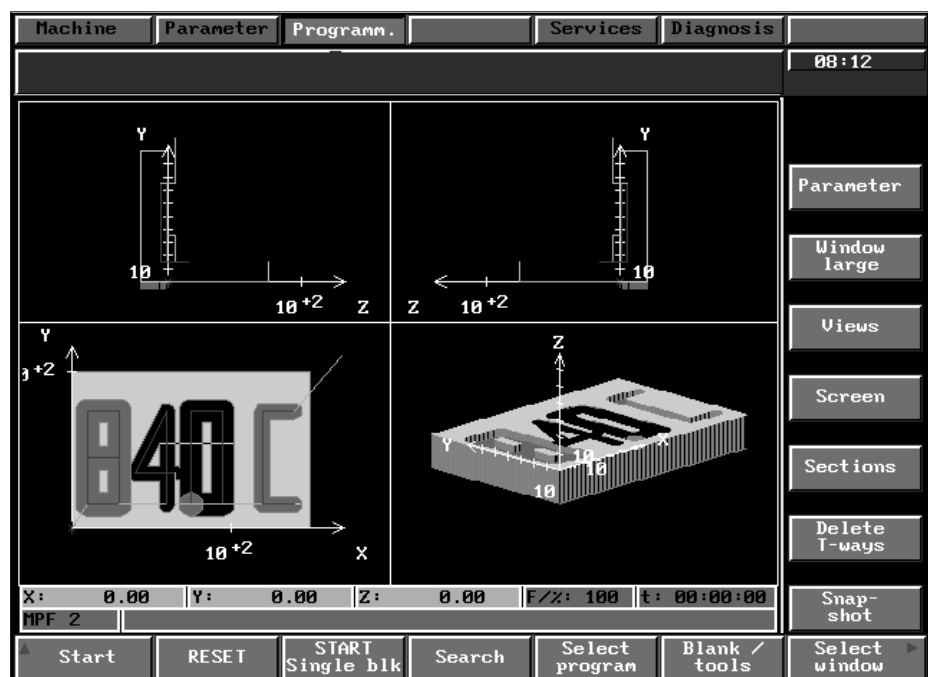 Machine Parameter Programm. Services Diagnosis
08:12
Y Y
10 10
10 +2 Z Z 10 +2
Parameter
Window
large
Views
Screen
Sections
Delete
T-ways
Snap-
shot
Y Z
+2
840C
10 +2 X
Y X
10 10
10
X: 0.00 Y: 0.00 Z: 0.00 F/%: 100 t: 00:00:00
MPF 2
Start RESET START Single blk Search Select program Blank / tools Select window